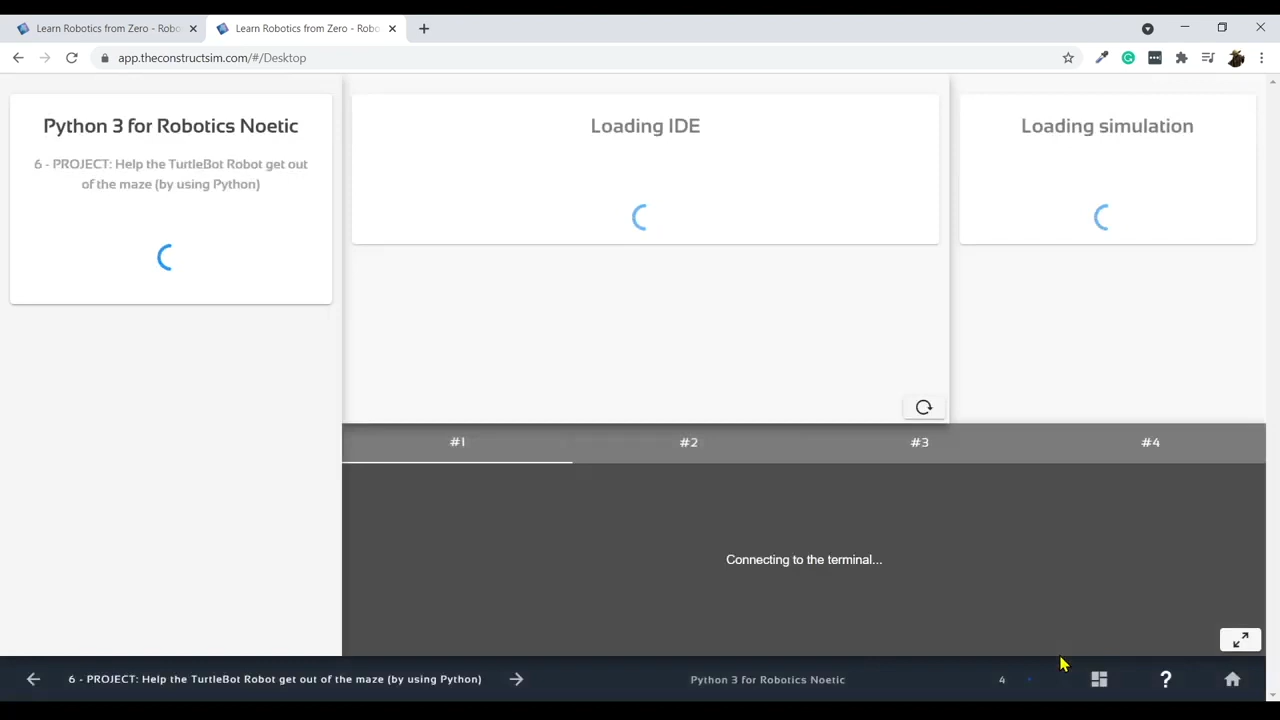 Learn Robotics from Zero - Robo
Learn Robotics from Zero - Robo
app.theconstructsim.com/#/Desktop
Python 3 for Robotics Noetic
6 - PROJECT: Help the TurtleBot Robot get out
of the maze (by using Python)
Loading IDE
Loading simulation
#1
#2
#3
#4
Connecting to the terminal...
6 - PROJECT: Help the TurtleBot Robot get out of the maze (by using Python)
Python 3 for Robotics Noetic
4
?